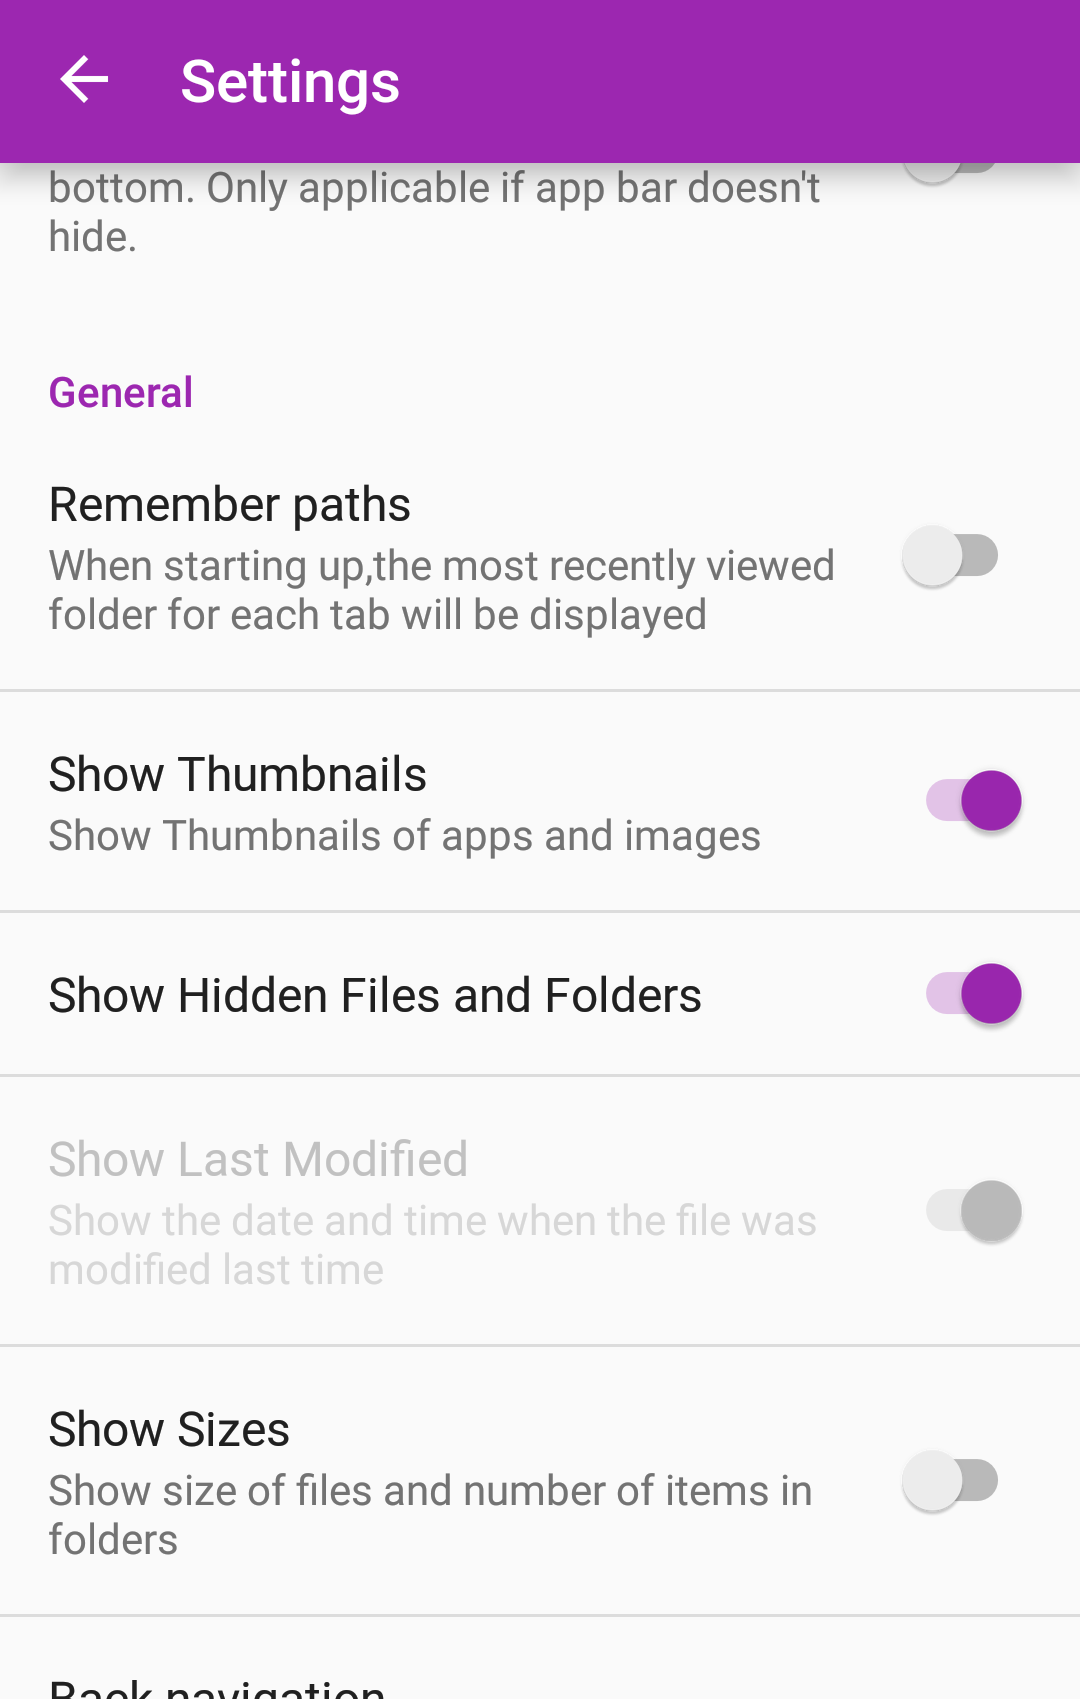 Settings
bottom. Only applicable if app bar doesn't
hide.
General
Remember paths
When starting up,the most recently viewed
folder for each tab will be displayed
Show Thumbnails
Show Thumbnails of apps and images
Show Hidden Files and Folders
Show Last Modified
Show the date and time when the file was
modified last time
Show Sizes
Show size of files and number of items in
folders
Back navigation